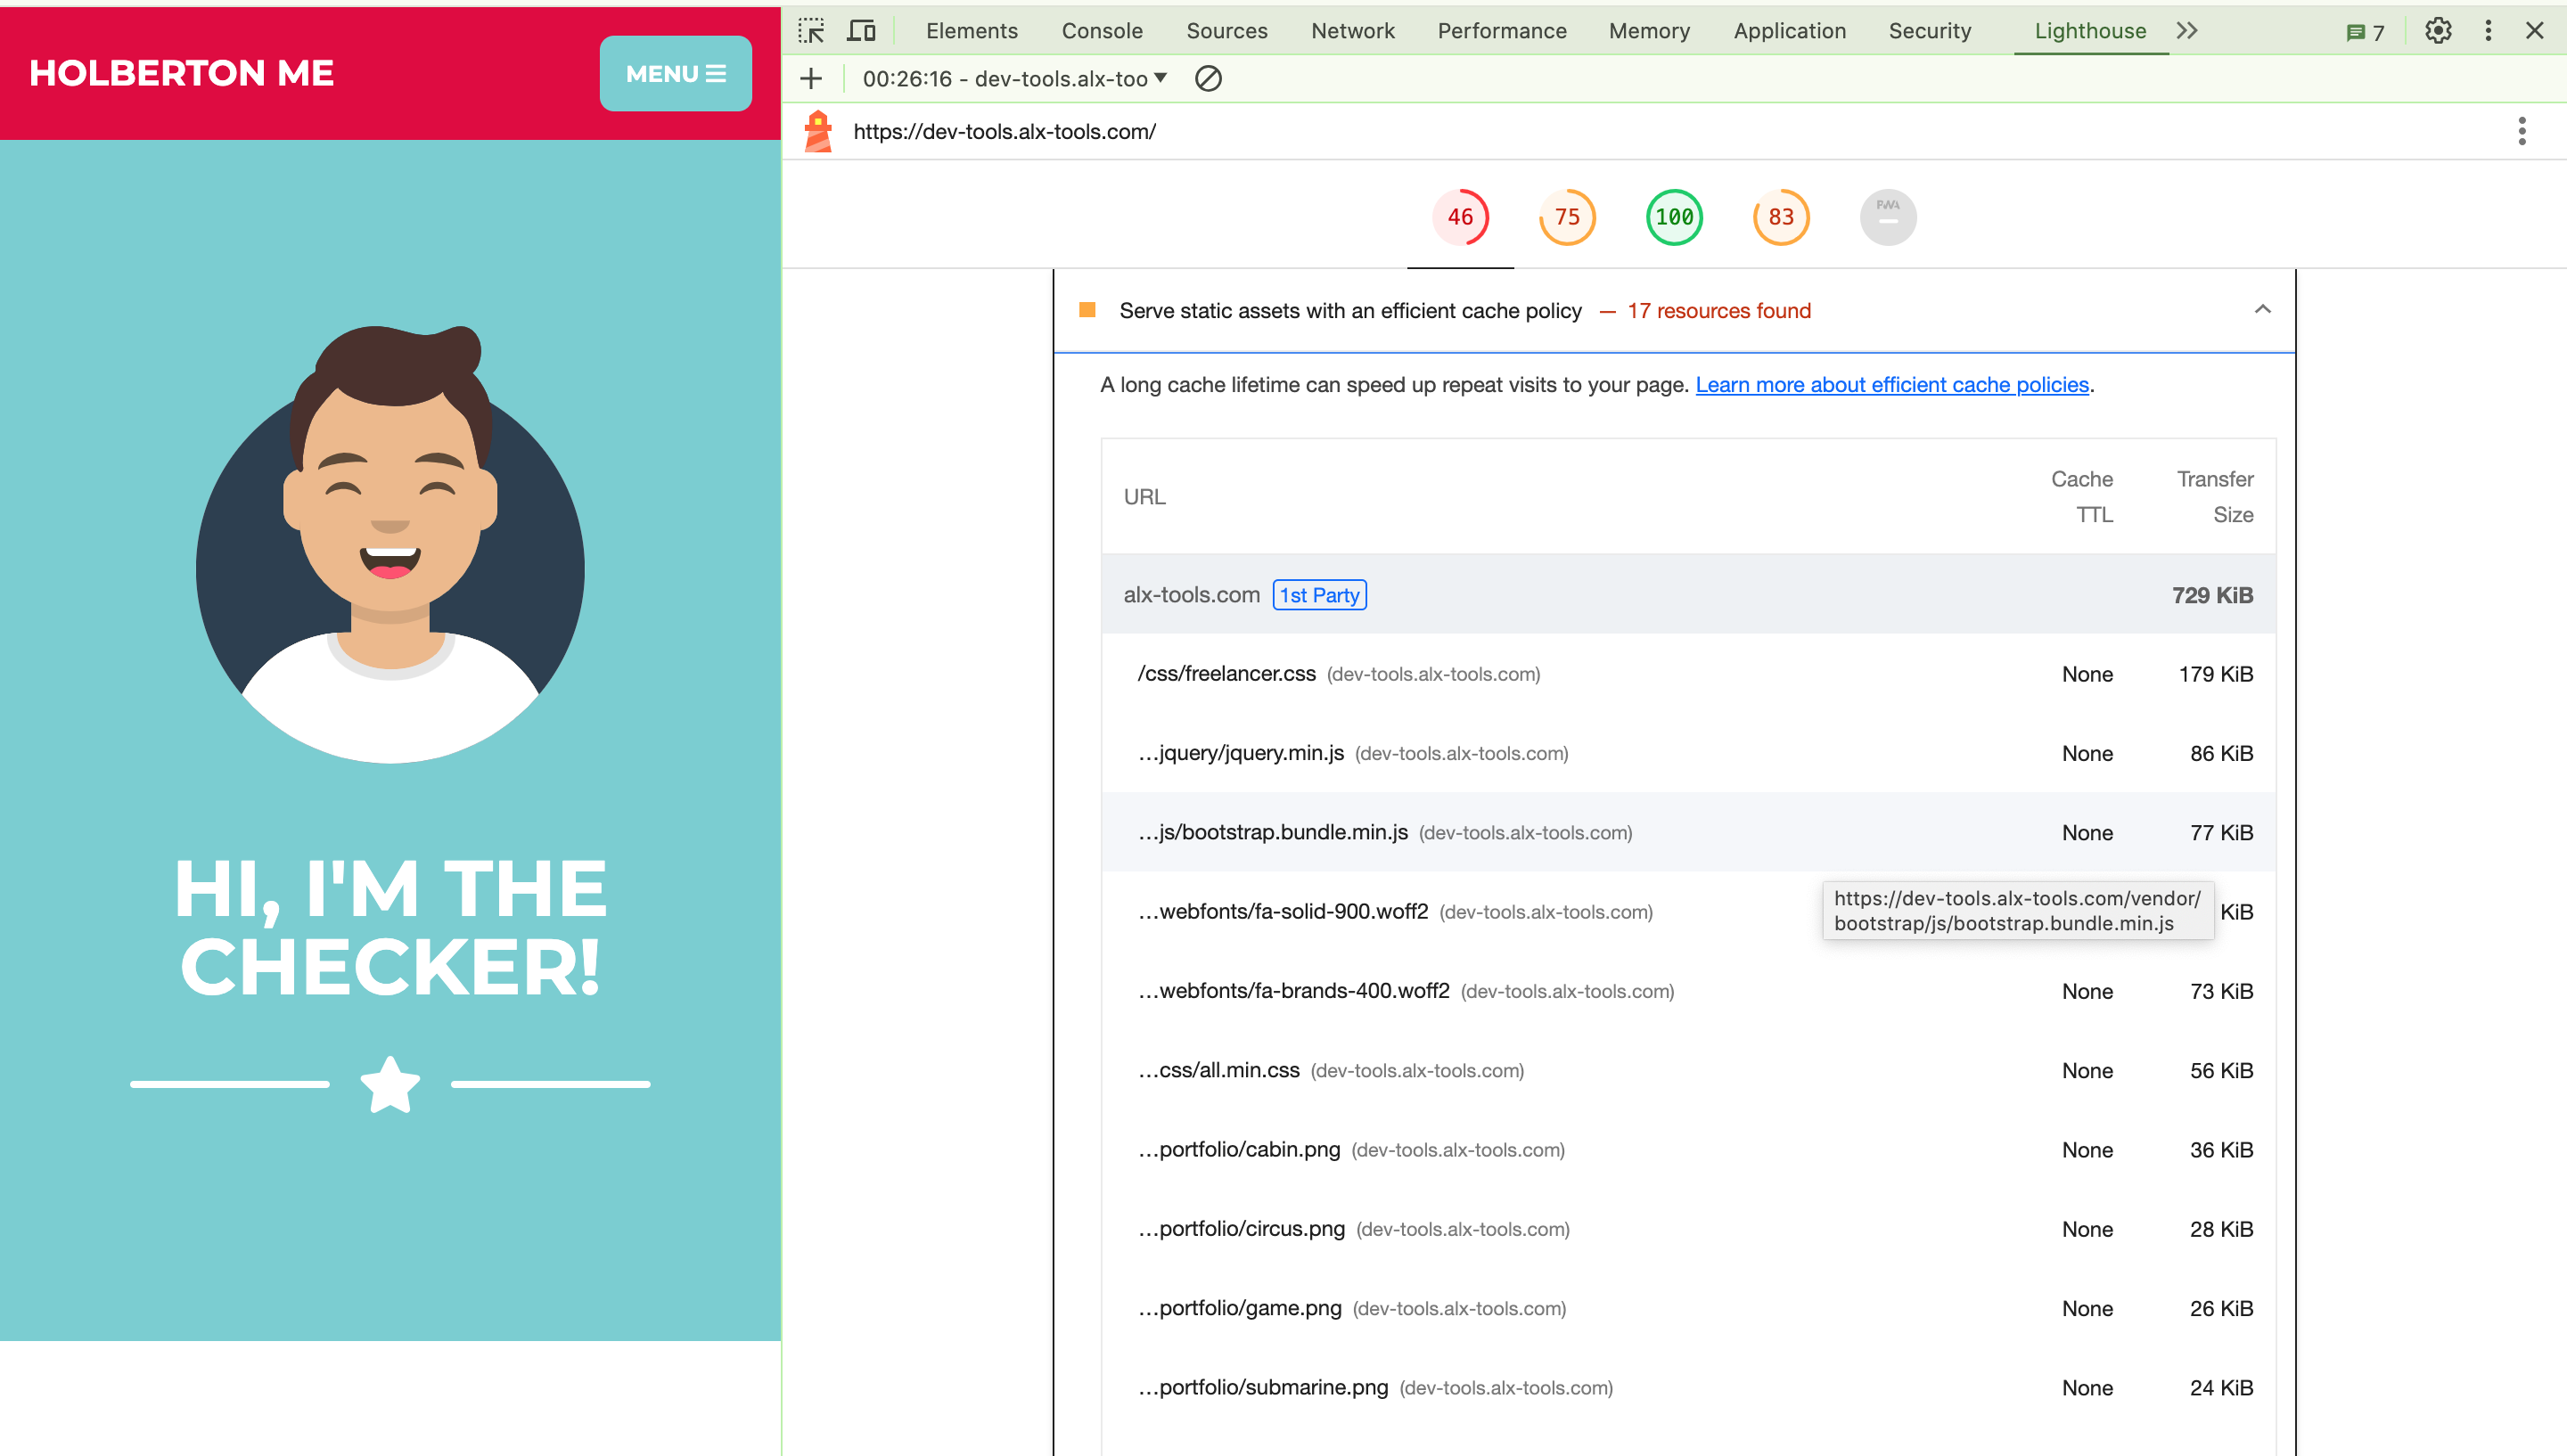 HOLBERTON ME
MENU
HI, I'M THE
CHECKER!
Elements Console Sources Network Performance Memory Application Security Lighthouse 7
00:26:16 - dev-tools.alx-too
https://dev-tools.alx-tools.com/
46 75 100 83 PWA
Serve static assets with an efficient cache policy — 17 resources found
A long cache lifetime can speed up repeat visits to your page. Learn more about efficient cache policies.
URL Cache TTL Transfer Size
alx-tools.com 1st Party 729 KiB
/css/freelancer.css (dev-tools.alx-tools.com) None 179 KiB
…jquery/jquery.min.js (dev-tools.alx-tools.com) None 86 KiB
…js/bootstrap.bundle.min.js (dev-tools.alx-tools.com) None 77 KiB
…webfonts/fa-solid-900.woff2 (dev-tools.alx-tools.com) KiB
https://dev-tools.alx-tools.com/vendor/
bootstrap/js/bootstrap.bundle.min.js
…webfonts/fa-brands-400.woff2 (dev-tools.alx-tools.com) None 73 KiB
…css/all.min.css (dev-tools.alx-tools.com) None 56 KiB
…portfolio/cabin.png (dev-tools.alx-tools.com) None 36 KiB
…portfolio/circus.png (dev-tools.alx-tools.com) None 28 KiB
…portfolio/game.png (dev-tools.alx-tools.com) None 26 KiB
…portfolio/submarine.png (dev-tools.alx-tools.com) None 24 KiB